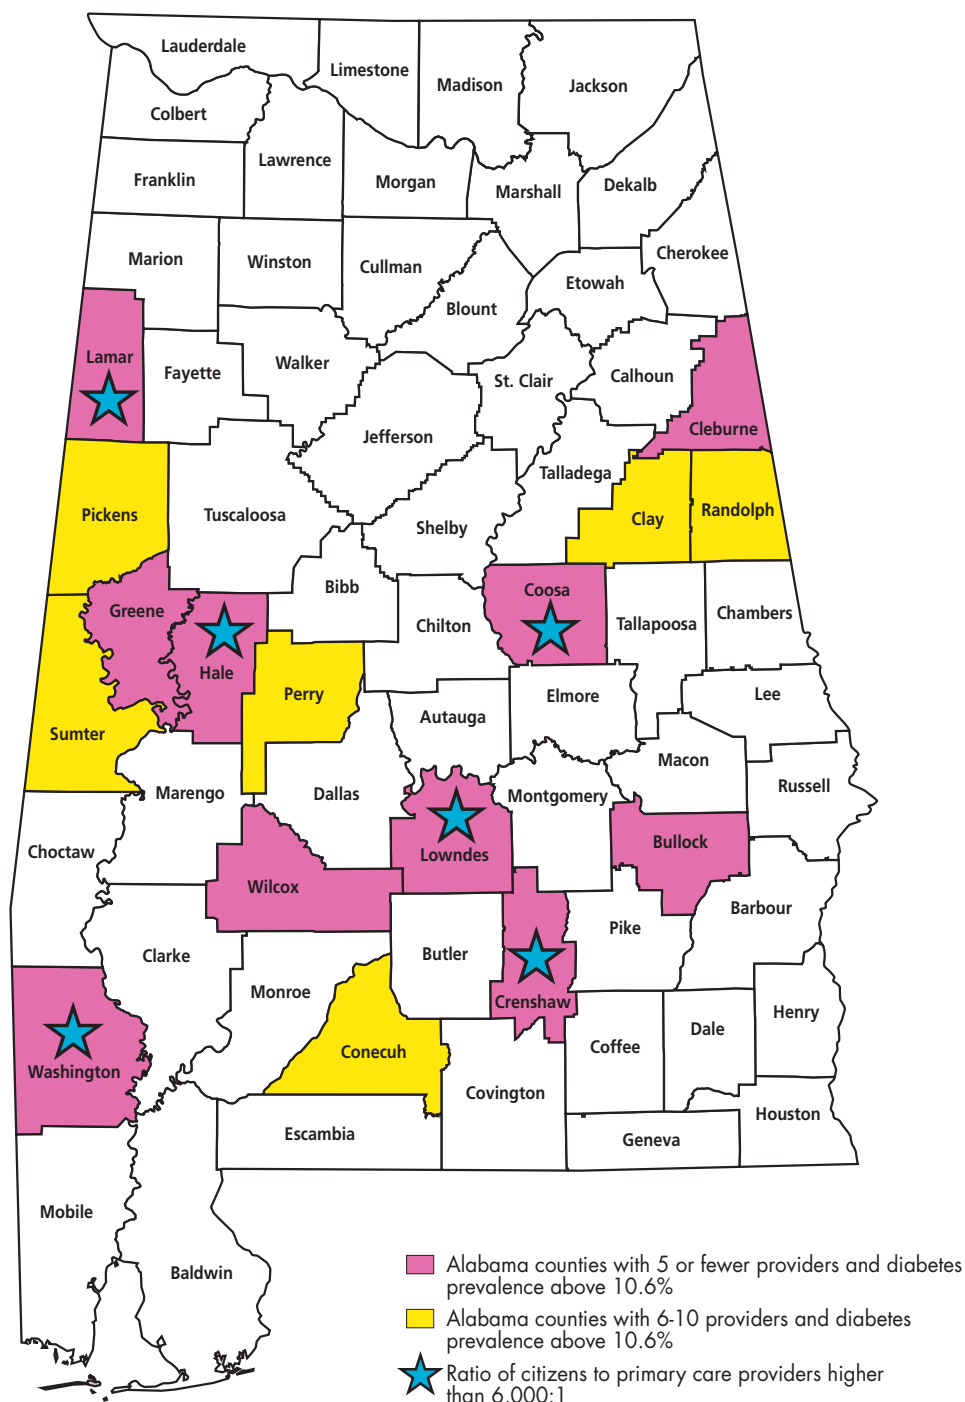 Lauderdale
Limestone
Madison
Jackson
Colbert
Lawrence
Franklin
Morgan
Marshall
Dekalb
Marion
Winston
Cullman
Cherokee
Etowah
Blount
Lamar
Fayette
Walker
St. Clair
Calhoun
Cleburne
Jefferson
Talladega
Pickens
Tuscaloosa
Shelby
Clay
Randolph
Bibb
Coosa
Greene
Chilton
Tallapoosa
Chambers
Hale
Perry
Elmore
Lee
Autauga
Sumter
Macon
Marengo
Dallas
Montgomery
Russell
Choctaw
Lowndes
Bullock
Wilcox
Barbour
Clarke
Butler
Pike
Monroe
Crenshaw
Henry
Washington
Conecuh
Coffee
Dale
Covington
Houston
Escambia
Geneva
Mobile
Baldwin
Alabama counties with 5 or fewer providers and diabetes
prevalence above 10.6%
Alabama counties with 6-10 providers and diabetes
prevalence above 10.6%
Ratio of citizens to primary care providers higher
than 6,000:1